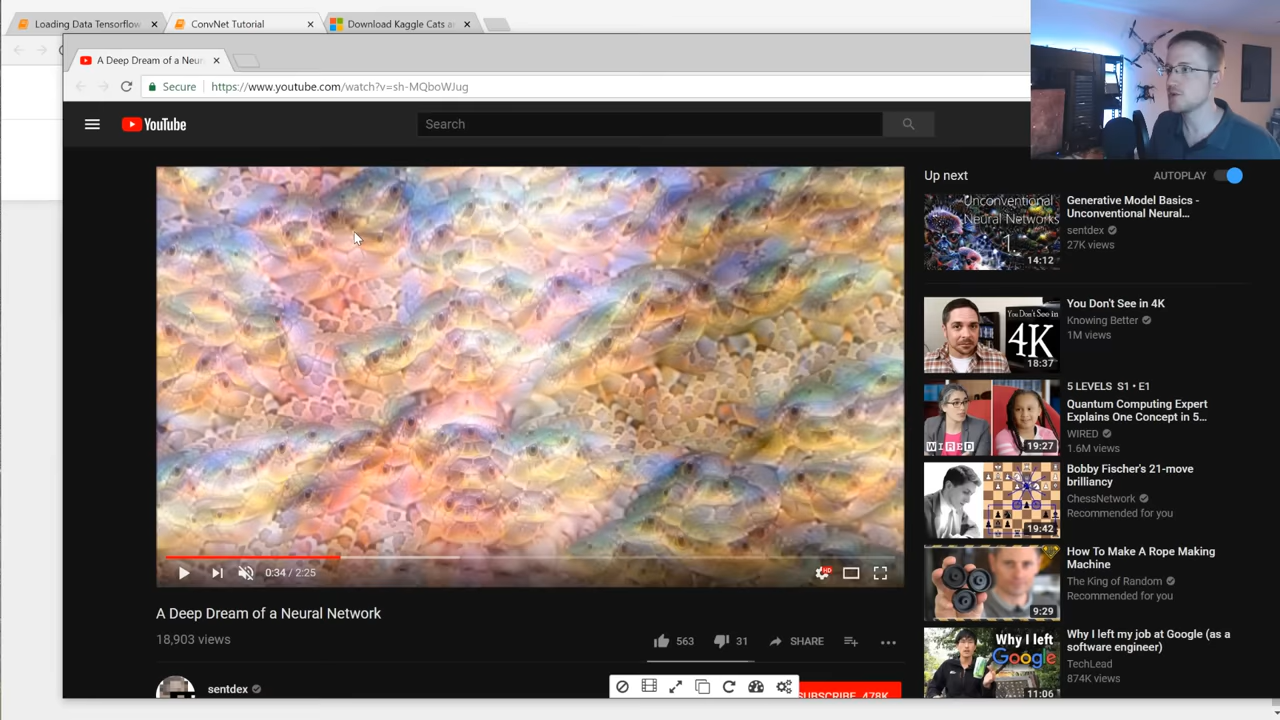 Loading Data Tensorflow
ConvNet Tutorial
Download Kaggle Cats a
A Deep Dream of a Neur
Secure
https://www.youtube.com/watch?v=sh-MQboWJug
YouTube
Search
Up next
AUTOPLAY
Unconventional
Neural Networks
1.
14:12
Generative Model Basics -
Unconventional Neural...
sentdex
27K views
You Don't See in
4K
18:37
You Don't See in 4K
Knowing Better
1M views
WIRED
19:27
5 LEVELS S1 • E1
Quantum Computing Expert
Explains One Concept in 5...
WIRED
1.6M views
19:42
Bobby Fischer's 21-move
brilliancy
ChessNetwork
Recommended for you
9:29
How To Make A Rope Making
Machine
The King of Random
Recommended for you
Why I left
Google
11:06
Why I left my job at Google (as a
software engineer)
TechLead
874K views
0:34 / 2:25
HD
A Deep Dream of a Neural Network
18,903 views
563
31
SHARE
sentdex
SUBSCRIBE 478K